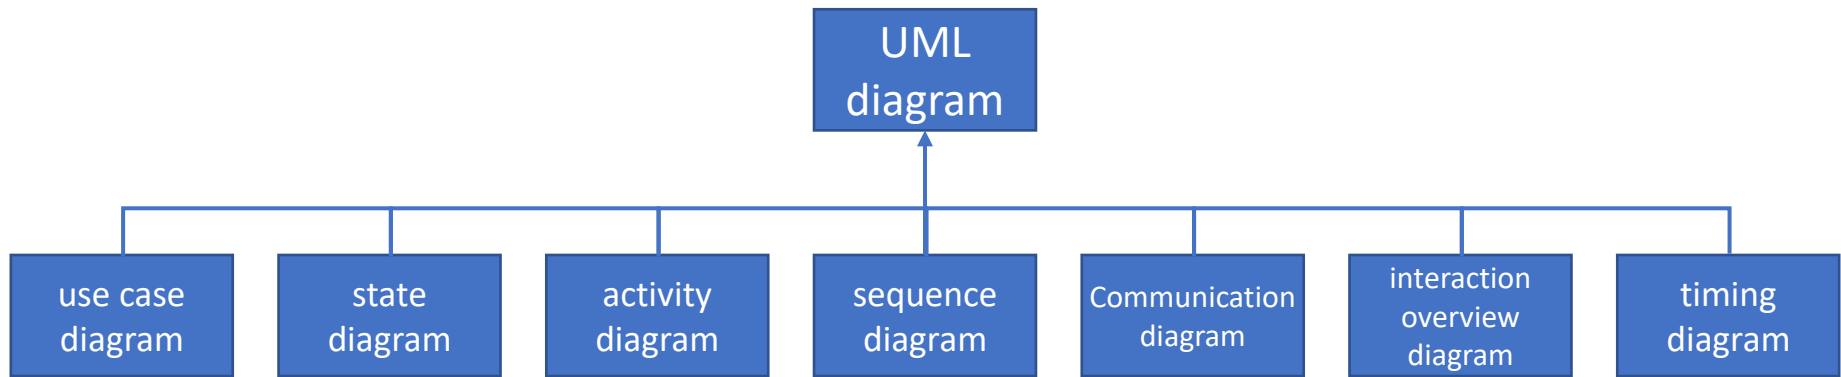 UML
diagram
use case
diagram
state
diagram
activity
diagram
sequence
diagram
Communication
diagram
interaction
overview
diagram
timing
diagram